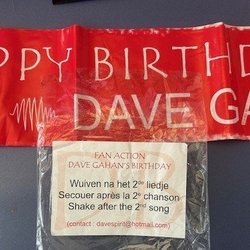 PPY BIRTHD
DAVE GA
FAN ACTION
DAVE GAHAN'S BIRTHDAY
Wuiven na het 2de liedje
Secouer après la 2e chanson
Shake after the 2nd song
(contact : davespirit@hotmail.com)